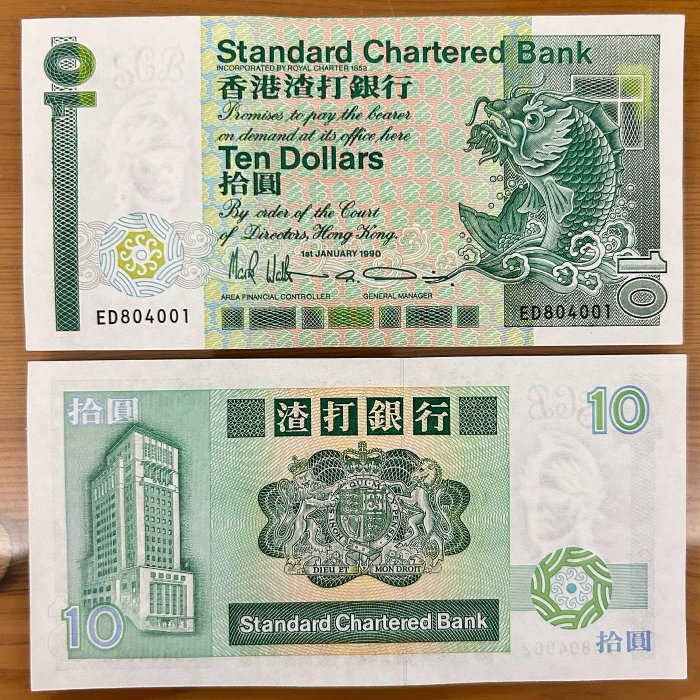 10
Standard Chartered Bank
INCORPORATED BY ROYAL CHARTER 1853
香港渣打銀行
Promises to pay the bearer
on demand at its office here
Ten Dollars
拾圓
By order of the Court
of Directors, Hong Kong.
1st JANUARY 1990
AREA FINANCIAL CONTROLLER GENERAL MANAGER
ED804001 ED804001
10
拾圓
渣打銀行
10
DIEU ET MON DROIT
Standard Chartered Bank
10
拾圓